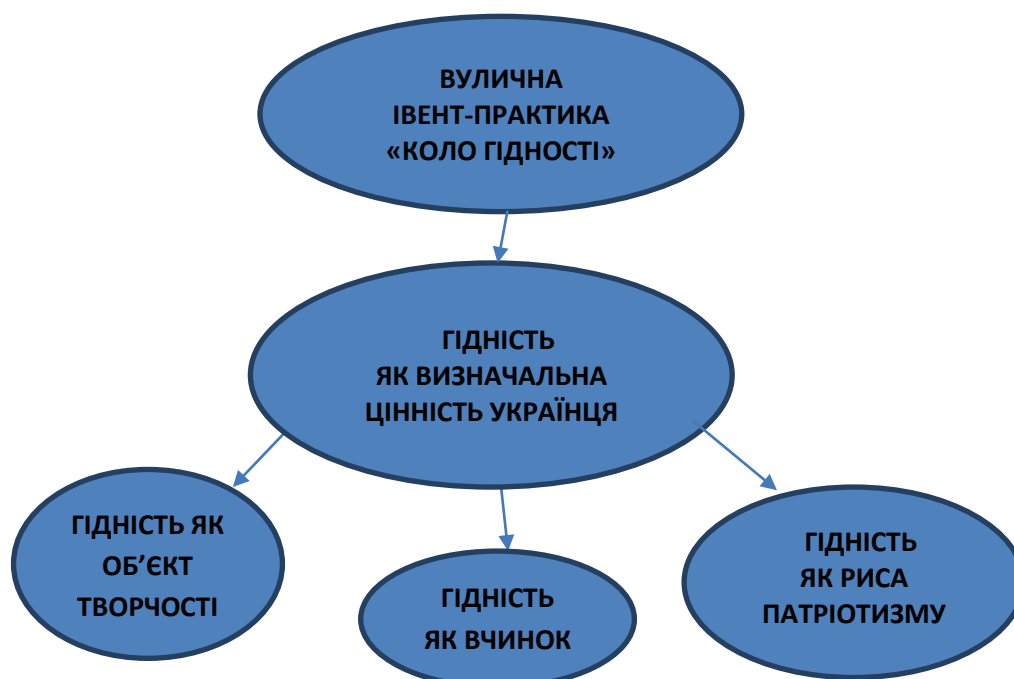 ВУЛИЧНА
ІВЕНТ-ПРАКТИКА
«КОЛО ГІДНОСТІ»
ГІДНІСТЬ
ЯК ВИЗНАЧАЛЬНА
ЦІННІСТЬ УКРАЇНЦЯ
ГІДНІСТЬ ЯК
ОБ’ЄКТ
ТВОРЧОСТІ
ГІДНІСТЬ
ЯК ВЧИНОК
ГІДНІСТЬ
ЯК РИСА
ПАТРІОТИЗМУ